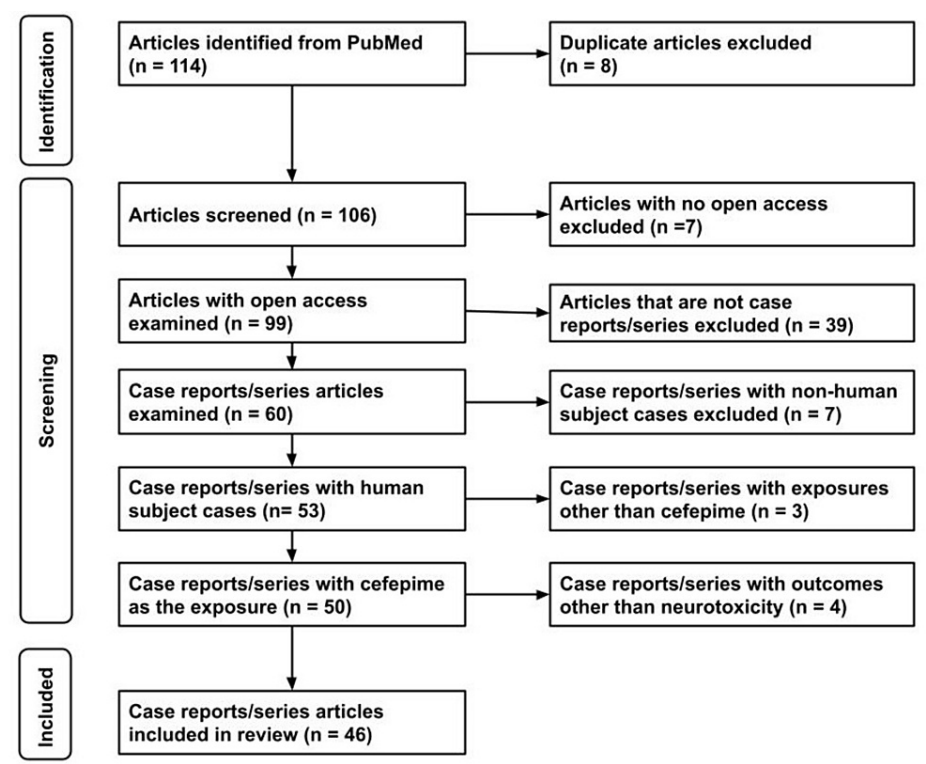 Identification
Articles identified from PubMed
(n = 114)
Duplicate articles excluded
(n = 8)
Screening
Articles screened (n = 106)
Articles with no open access
excluded (n =7)
Articles with open access
examined (n = 99)
Articles that are not case
reports/series excluded (n = 39)
Case reports/series articles
examined (n = 60)
Case reports/series with non-human
subject cases excluded (n = 7)
Case reports/series with human
subject cases (n= 53)
Case reports/series with exposures
other than cefepime (n = 3)
Case reports/series with cefepime
as the exposure (n = 50)
Case reports/series with outcomes
other than neurotoxicity (n = 4)
Included
Case reports/series articles
included in review (n = 46)